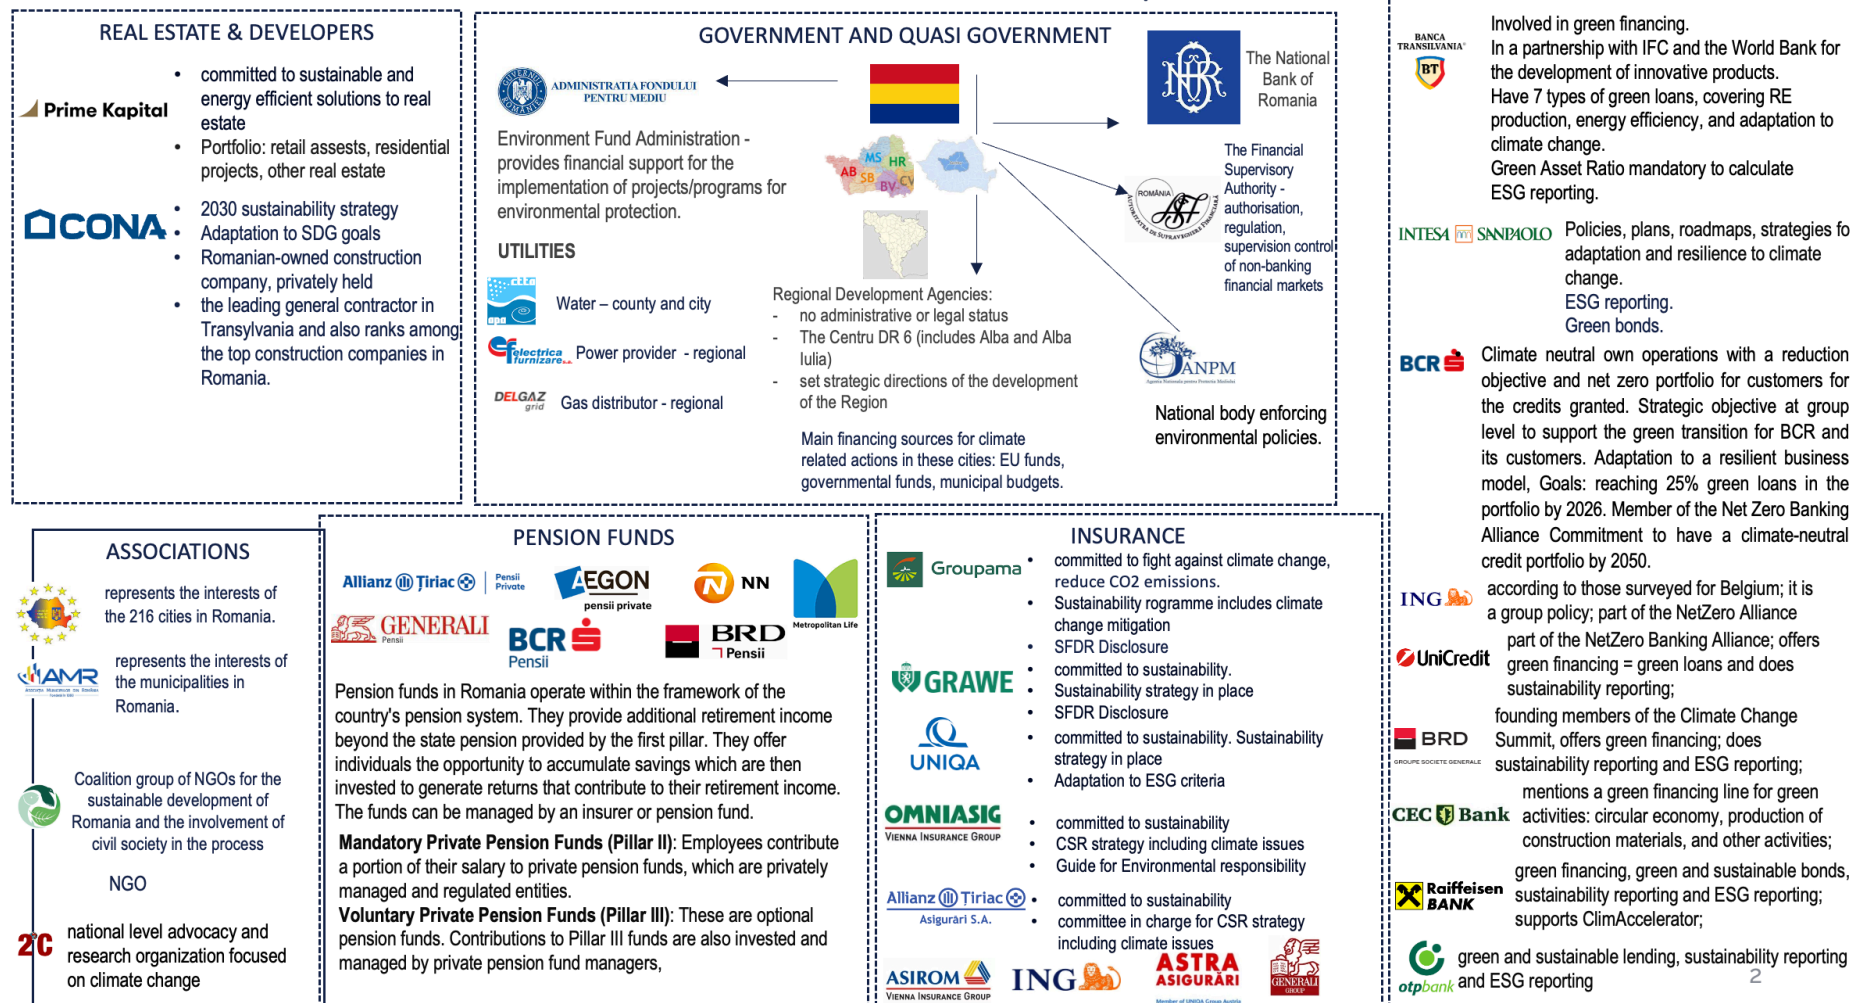 REAL ESTATE & DEVELOPERS
Prime Kapital
• committed to sustainable and
energy efficient solutions to real
estate
• Portfolio: retail assests, residential
projects, other real estate
CONA
• 2030 sustainability strategy
• Adaptation to SDG goals
• Romanian-owned construction
company, privately held
• the leading general contractor in
Transylvania and also ranks among
the top construction companies in
Romania.
GOVERNMENT AND QUASI GOVERNMENT
GUVERNUL ROMÂNIEI
ADMINISTRATIA FONDULUI
PENTRU MEDIU
Environment Fund Administration -
provides financial support for the
implementation of projects/programs for
environmental protection.
UTILITIES
apa
Water – county and city
electrica
furnizare
Power provider - regional
DELGAZ
grid
Gas distributor - regional
MS
HR
AB
SB
BV
CV
Regional Development Agencies:
- no administrative or legal status
- The Centru DR 6 (includes Alba and Alba
Iulia)
- set strategic directions of the development
of the Region
Main financing sources for climate
related actions in these cities: EU funds,
governmental funds, municipal budgets.
BNR
The National
Bank of
Romania
ROMÂNIA
AUTORITATEA DE SUPRAVEGHERE FINANCIARĂ
ASF
The Financial
Supervisory
Authority -
authorisation,
regulation,
supervision control
of non-banking
financial markets
ANPM
Agentia Nationala pentru Protectia Mediului
National body enforcing
environmental policies.
BANCA
TRANSILVANIA
BT
Involved in green financing.
In a partnership with IFC and the World Bank for
the development of innovative products.
Have 7 types of green loans, covering RE
production, energy efficiency, and adaptation to
climate change.
Green Asset Ratio mandatory to calculate
ESG reporting.
INTESA SANPAOLO
Policies, plans, roadmaps, strategies fo
adaptation and resilience to climate
change.
ESG reporting.
Green bonds.
BCR
Climate neutral own operations with a reduction
objective and net zero portfolio for customers for
the credits granted. Strategic objective at group
level to support the green transition for BCR and
its customers. Adaptation to a resilient business
model, Goals: reaching 25% green loans in the
portfolio by 2026. Member of the Net Zero Banking
Alliance Commitment to have a climate-neutral
credit portfolio by 2050.
ING
according to those surveyed for Belgium; it is
a group policy; part of the NetZero Alliance
UniCredit
part of the NetZero Banking Alliance; offers
green financing = green loans and does
sustainability reporting;
BRD
GROUPE SOCIETE GENERALE
founding members of the Climate Change
Summit, offers green financing; does
sustainability reporting and ESG reporting;
CEC Bank
mentions a green financing line for green
activities: circular economy, production of
construction materials, and other activities;
Raiffeisen
BANK
green financing, green and sustainable bonds,
sustainability reporting and ESG reporting;
supports ClimAccelerator;
otpbank
green and sustainable lending, sustainability reporting
and ESG reporting
2
ASSOCIATIONS
represents the interests of
the 216 cities in Romania.
AMR
represents the interests of
the municipalities in
Romania.
Coalition group of NGOs for the
sustainable development of
Romania and the involvement of
civil society in the process
NGO
2°C
national level advocacy and
research organization focused
on climate change
PENSION FUNDS
Allianz Țiriac
Pensii
Private
AEGON
pensii private
NN
Metropolitan Life
GENERALI
Pensii
BCR
Pensii
BRD
Pensii
Pension funds in Romania operate within the framework of the
country's pension system. They provide additional retirement income
beyond the state pension provided by the first pillar. They offer
individuals the opportunity to accumulate savings which are then
invested to generate returns that contribute to their retirement income.
The funds can be managed by an insurer or pension fund.
Mandatory Private Pension Funds (Pillar II): Employees contribute
a portion of their salary to private pension funds, which are privately
managed and regulated entities.
Voluntary Private Pension Funds (Pillar III): These are optional
pension funds. Contributions to Pillar III funds are also invested and
managed by private pension fund managers,
INSURANCE
Groupama
• committed to fight against climate change,
reduce CO2 emissions.
• Sustainability rogramme includes climate
change mitigation
• SFDR Disclosure
GRAWE
• committed to sustainability.
• Sustainability strategy in place
• SFDR Disclosure
UNIQA
• committed to sustainability. Sustainability
strategy in place
• Adaptation to ESG criteria
OMNIASIG
VIENNA INSURANCE GROUP
• committed to sustainability
• CSR strategy including climate issues
• Guide for Environmental responsibility
Allianz Țiriac
Asigurări S.A.
• committed to sustainability
• committee in charge for CSR strategy
including climate issues
ASIROM
VIENNA INSURANCE GROUP
ING
ASTRA
ASIGURĂRI
Member of UNIQA Group Austria
GENERALI
GROUP